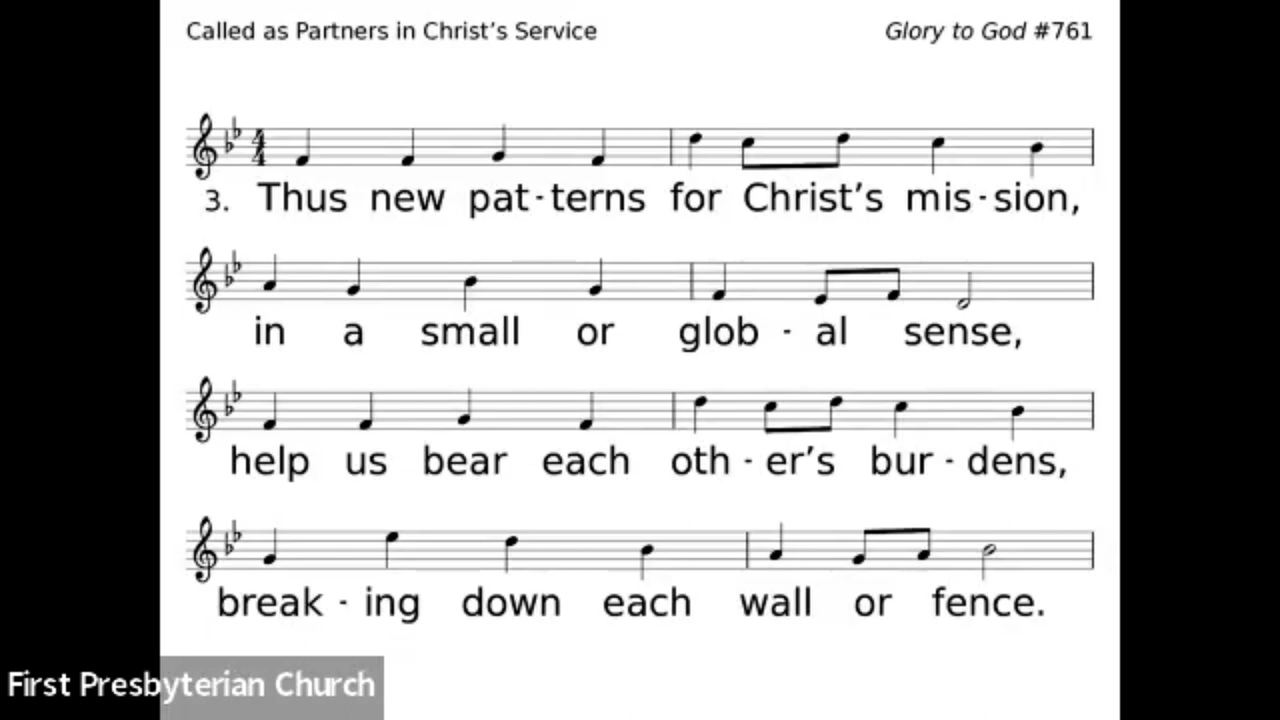 Called as Partners in Christ's Service Glory to God #761
4
4
3. Thus new pat-terns for Christ's mis-sion,
in a small or glob - al sense,
help us bear each oth - er's bur - dens,
break - ing down each wall or fence.
First Presbyterian Church